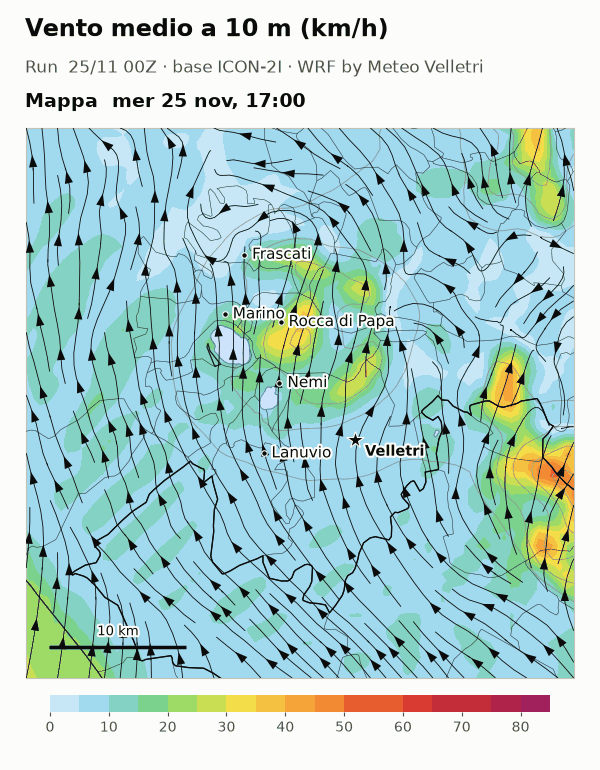 Vento medio a 10 m (km/h)
Run  25/11 00Z · base ICON-2I · WRF by Meteo Velletri
Mappa  mer 25 nov, 17:00
Frascati
Marino
Rocca di Papa
Nemi
Lanuvio
Velletri
10 km
0 10 20 30 40 50 60 70 80